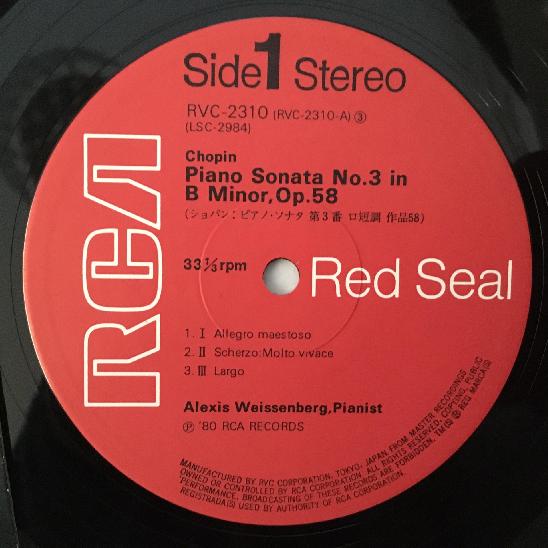 Side 1 Stereo
RVC-2310 (RVC-2310-A) ③
(LSC-2984)
Chopin
Piano Sonata No.3 in
B Minor,Op.58
(ショパン：ピアノ・ソナタ 第3番 ロ短調 作品58)
33⅓rpm
RCA
Red Seal
1. I Allegro maestoso
2. II Scherzo:Molto vivace
3. III Largo
Alexis Weissenberg,Pianist
Ⓟ '80 RCA RECORDS
MANUFACTURED BY RVC CORPORATION, TOKYO, JAPAN, FROM MASTER RECORDINGS
OWNED OR CONTROLLED BY RCA CORPORATION. ALL RIGHTS RESERVED, COPYING, PUBLIC
PERFORMANCE, BROADCASTING OF THESE RECORDS ARE FORBIDDEN, TM(S) ® REG MARCA(S)
REGISTRADA(S) USED BY AUTHORITY OF RCA CORPORATION.